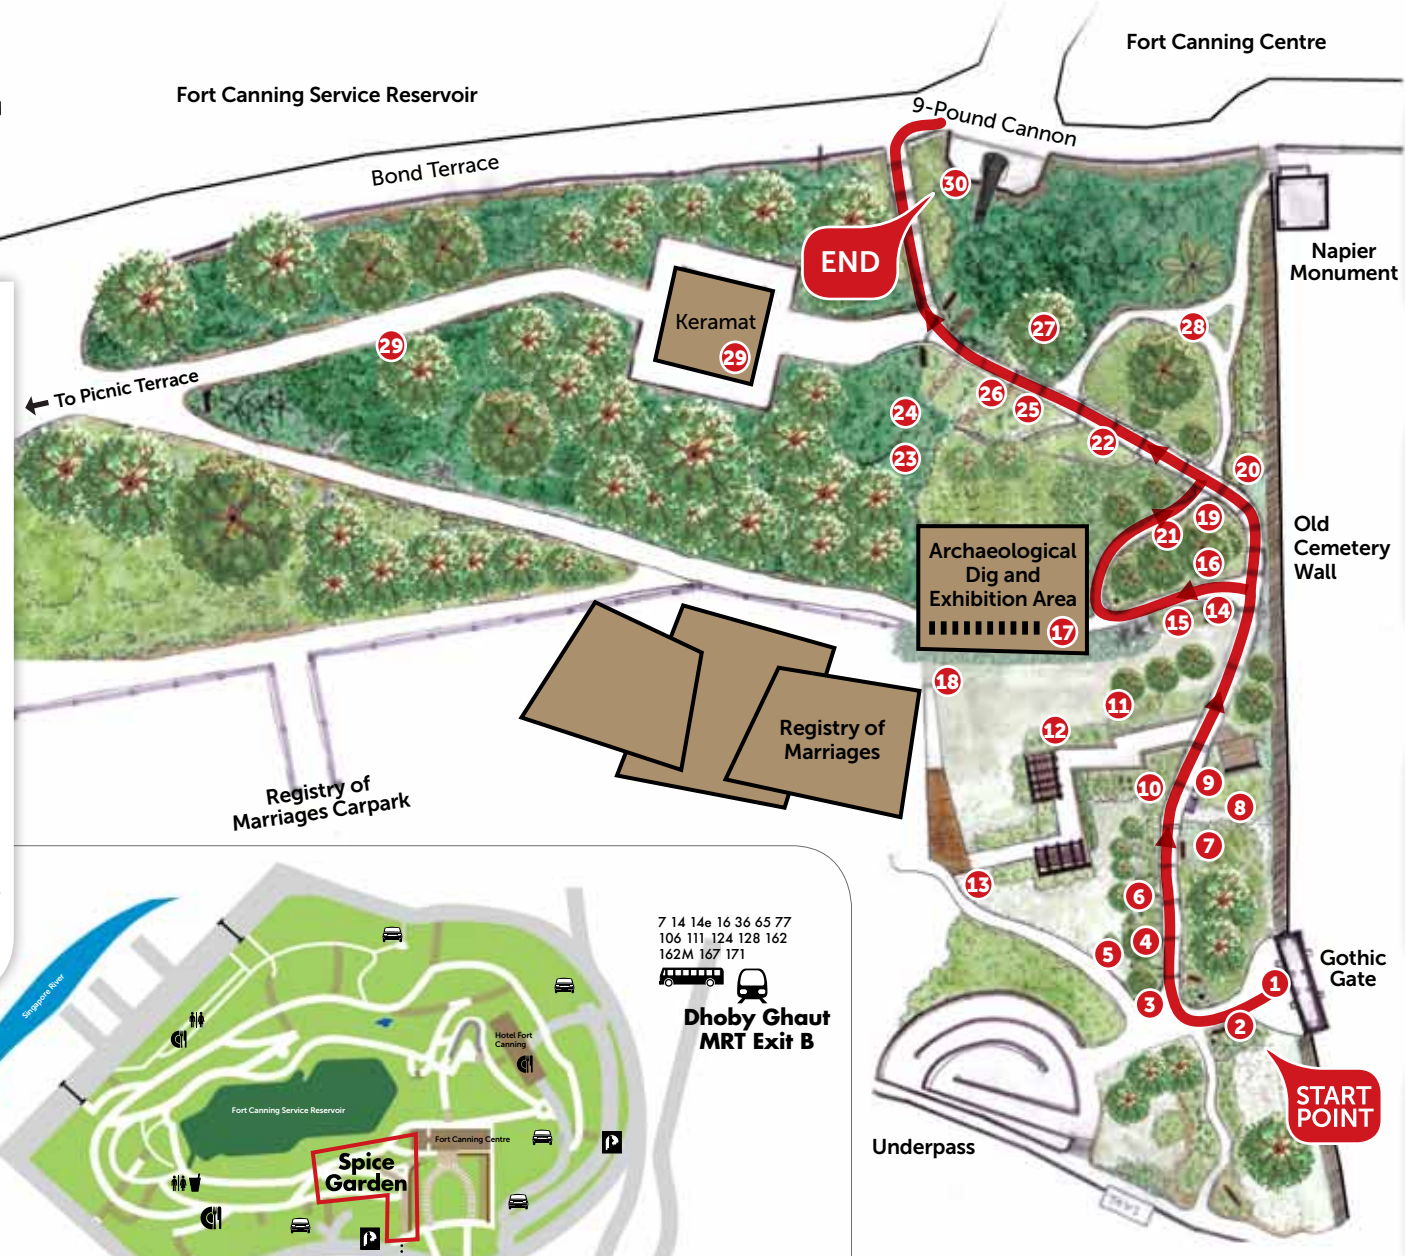 Fort Canning Centre
Fort Canning Service Reservoir
9-Pound Cannon
Bond Terrace
30
END
Napier
Monument
Keramat
29
29
27
28
To Picnic Terrace
26
25
24
23
22
20
19
21
16
Old
Cemetery
Wall
Archaeological
Dig and
Exhibition Area
17
15
14
18
11
12
Registry of
Marriages
Registry of
Marriages Carpark
10
9
8
7
13
6
4
5
3
1
2
Gothic
Gate
START
POINT
Underpass
7 14 14e 16 36 65 77
106 111 124 128 162
162M 167 171
Dhoby Ghaut
MRT Exit B
Singapore River
Hotel Fort
Canning
Fort Canning Service Reservoir
Fort Canning Centre
Spice
Garden